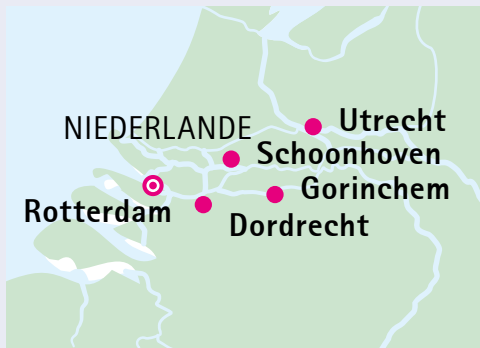 NIEDERLANDE
Utrecht
Schoonhoven
Gorinchem
Rotterdam
Dordrecht